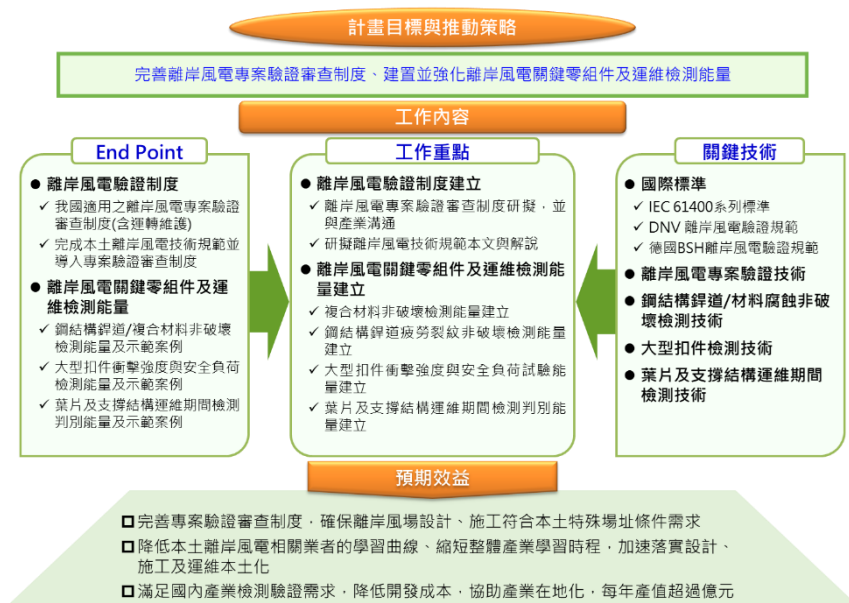 計畫目標與推動策略
完善離岸風電專案驗證審查制度、建置並強化離岸風電關鍵零組件及運維檢測能量
工作內容
End Point
● 離岸風電驗證制度
✓ 我國適用之離岸風電專案驗證
審查制度(含運轉維護)
✓ 完成本土離岸風電技術規範並
導入專案驗證審查制度
● 離岸風電關鍵零組件及運
維檢測能量
✓ 鋼結構銲道/複合材料非破壞
檢測能量及示範案例
✓ 大型扣件衝擊強度與安全負荷
檢測能量及示範案例
✓ 葉片及支撐結構運維期間檢測
判別能量及示範案例
工作重點
● 離岸風電驗證制度建立
✓ 離岸風電專案驗證審查制度研擬，並
與產業溝通
✓ 研擬離岸風電技術規範本文與解說
● 離岸風電關鍵零組件及運維檢測能
量建立
✓ 複合材料非破壞檢測能量建立
✓ 鋼結構銲道疲勞裂紋非破壞檢測能量
建立
✓ 大型扣件衝擊強度與安全負荷試驗能
量建立
✓ 葉片及支撐結構運維期間檢測判別能
量建立
關鍵技術
● 國際標準
✓ IEC 61400系列標準
✓ DNV 離岸風電驗證規範
✓ 德國BSH離岸風電驗證規範
● 離岸風電專案驗證技術
● 鋼結構銲道/材料腐蝕非破
壞檢測技術
● 大型扣件檢測技術
● 葉片及支撐結構運維期間
檢測技術
預期效益
□ 完善專案驗證審查制度，確保離岸風場設計、施工符合本土特殊場址條件需求
□ 降低本土離岸風電相關業者的學習曲線、縮短整體產業學習時程，加速落實設計、
施工及運維本土化
□ 滿足國內產業檢測驗證需求，降低開發成本，協助產業在地化，每年產值超過億元